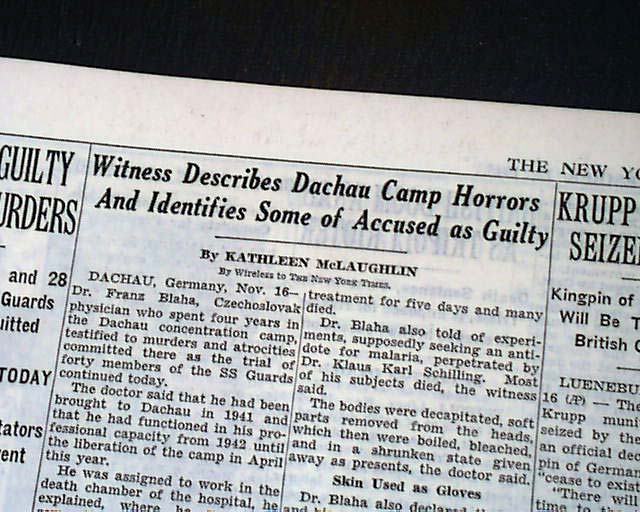 THE NEW YO
GUILTY
URDERS
and 28
Guards
uitted
TODAY
tators
vent
Witness Describes Dachau Camp Horrors
And Identifies Some of Accused as Guilty
By KATHLEEN McLAUGHLIN
By Wireless to THE NEW YORK TIMES.
DACHAU, Germany, Nov. 16—
Dr. Franz Blaha, Czechoslovak
physician who spent four years in
the Dachau concentration camp,
testified to murders and atrocities
committed there as the trial of
forty members of the SS Guards
continued today.
The doctor said that he had been
brought to Dachau in 1941 and
that he had functioned in his pro-
fessional capacity from 1942 until
the liberation of the camp in April
this year.
He was assigned to work in the
death chamber of the hospital, he
explained, where he
treatment for five days and many
died.
Dr. Blaha also told of experi-
ments, supposedly seeking an anti-
dote for malaria, perpetrated by
Dr. Klaus Karl Schilling. Most
of his subjects died, the witness
said.
The bodies were decapitated, soft
parts removed from the heads,
which then were boiled, bleached,
and in a shrunken state given
away as presents, the doctor said.
Skin Used as Gloves
Dr. Blaha also declared
KRUPP
SEIZE
Kingpin of
Will Be T
British
LUENEBU
16 (AP) — The
Krupp muni
seized by the
an official dec
pin of German
"cease to exist
"There will
time to